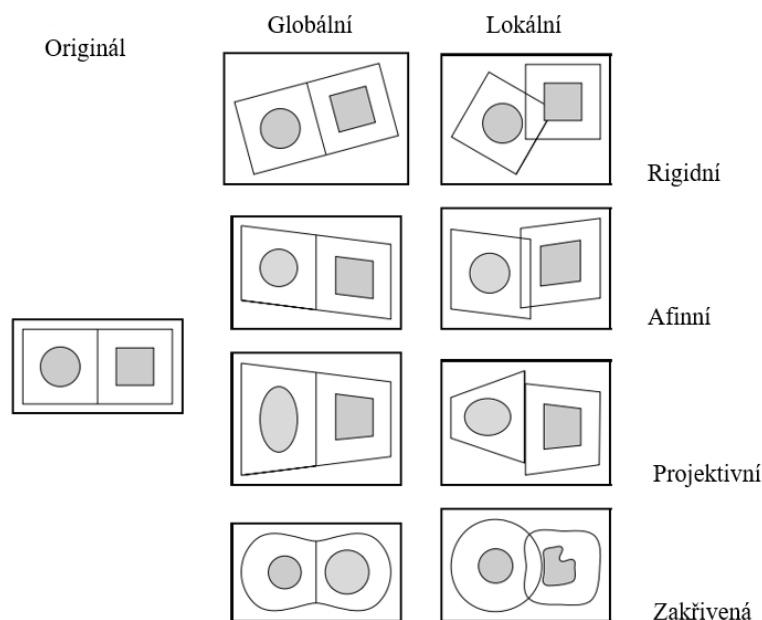 Globální
Lokální
Originál
Rigidní
Afinní
Projektivní
Zakřivená